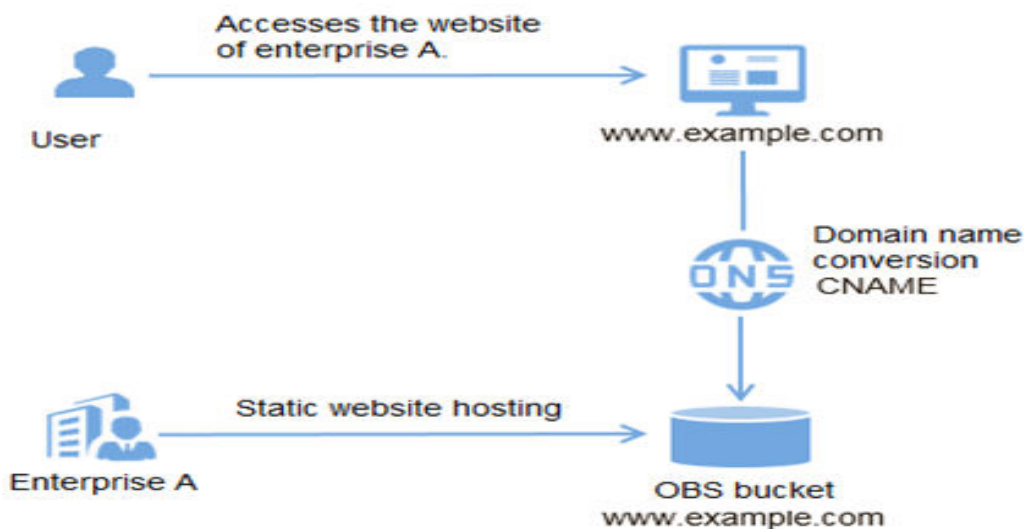 Accesses the website
of enterprise A.
User
www.example.com
DNS
Domain name
conversion
CNAME
Static website hosting
Enterprise A
OBS bucket
www.example.com